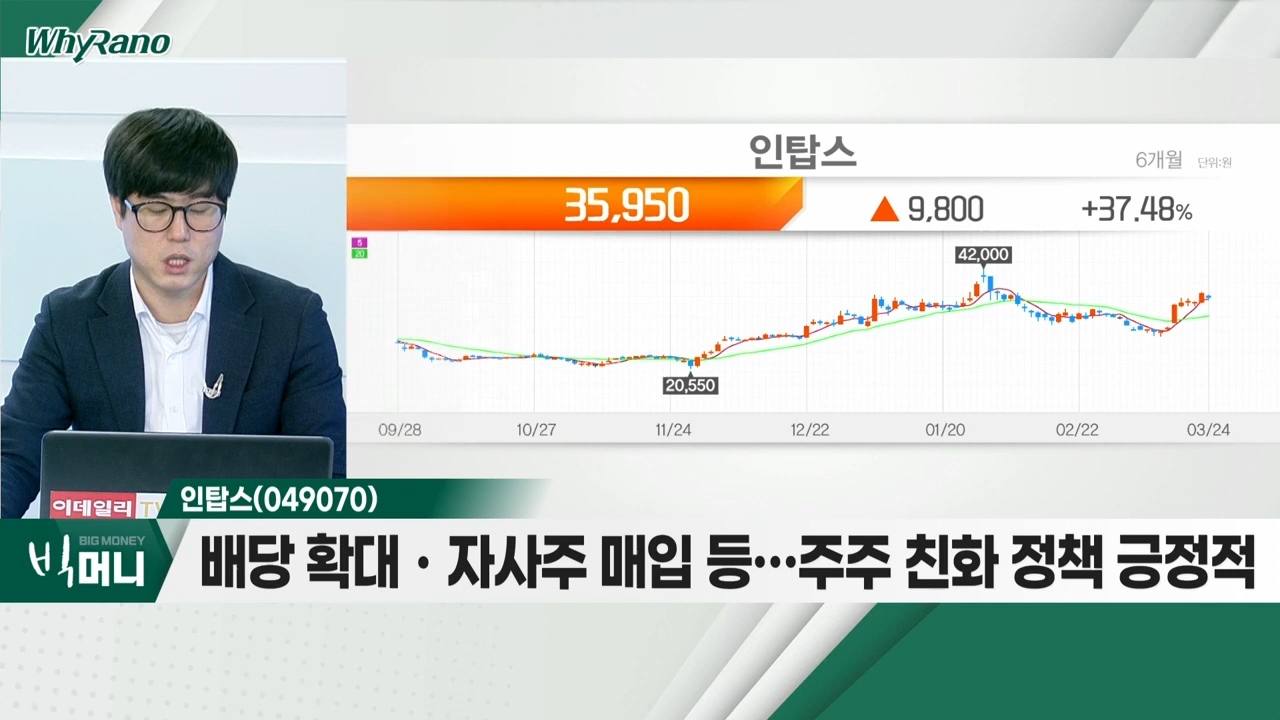 WhyRano
인탑스
6개월 단위:원
35,950 ▲ 9,800 +37.48%
5
20
42,000
20,550
09/28 10/27 11/24 12/22 01/20 02/22 03/24
이데일리 TV
인탑스(049070)
BIG MONEY
빅머니
배당 확대·자사주 매입 등…주주 친화 정책 긍정적